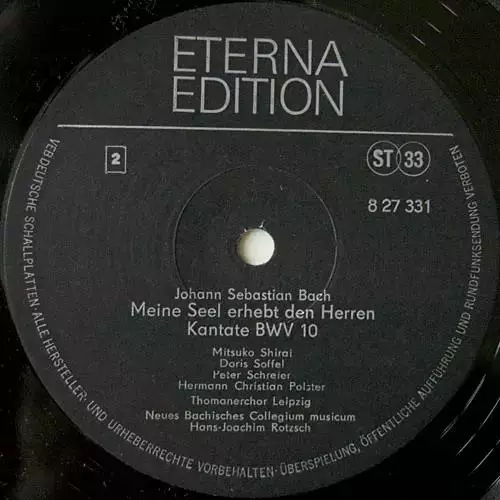 ETERNA
EDITION
2
ST 33
8 27 331
Johann Sebastian Bach
Meine Seel erhebt den Herren
Kantate BWV 10
Mitsuko Shirai
Doris Soffel
Peter Schreier
Hermann Christian Polster
Thomanerchor Leipzig
Neues Bachisches Collegium musicum
Hans-Joachim Rotzsch
VEB DEUTSCHE SCHALLPLATTEN · ALLE HERSTELLER- UND URHEBERRECHTE VORBEHALTEN · ÜBERSPIELUNG, ÖFFENTLICHE AUFFÜHRUNG UND RUNDFUNKSENDUNG VERBOTEN